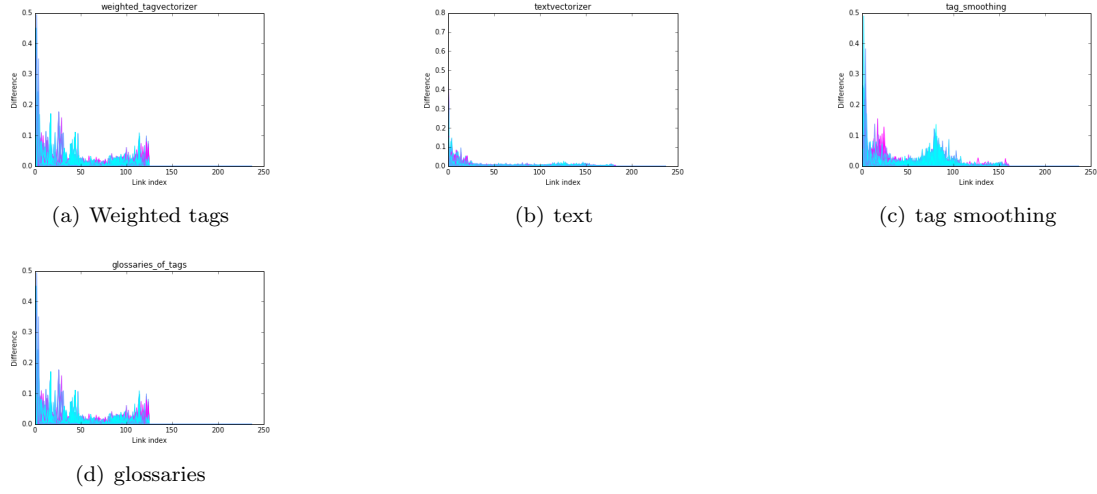 weighted_tagvectorizer
0.5
0.4
0.3
0.2
0.1
0.0
Difference
0 50 100 150 200 250
Link index
(a) Weighted tags
textvectorizer
0.8
0.7
0.6
0.5
0.4
0.3
0.2
0.1
0.0
Difference
0 50 100 150 200 250
Link index
(b) text
tag_smoothing
0.5
0.4
0.3
0.2
0.1
0.0
Difference
0 50 100 150 200 250
Link index
(c) tag smoothing
glossaries_of_tags
0.5
0.4
0.3
0.2
0.1
0.0
Difference
0 50 100 150 200 250
Link index
(d) glossaries